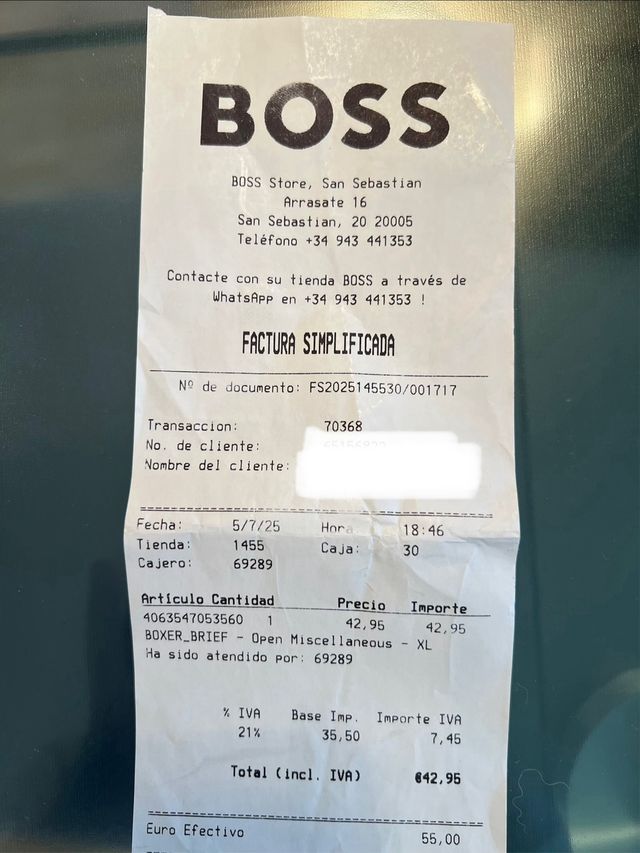 BOSS
BOSS Store, San Sebastian
Arrasate 16
San Sebastian, 20 20005
Teléfono +34 943 441353
Contacte con su tienda BOSS a través de
WhatsApp en +34 943 441353 !
FACTURA SIMPLIFICADA
Nº de documento: FS2025145530/001717
Transaccion: 70368
No. de cliente:
Nombre del cliente:
Fecha: 5/7/25 Hora 18:46
Tienda: 1455 Caja: 30
Cajero: 69289
Artículo Cantidad Precio Importe
4063547053560 1 42,95 42,95
BOXER_BRIEF - Open Miscellaneous - XL
Ha sido atendido por: 69289
% IVA Base Imp. Importe IVA
21% 35,50 7,45
Total (incl. IVA) €42,95
Euro Efectivo 55,00